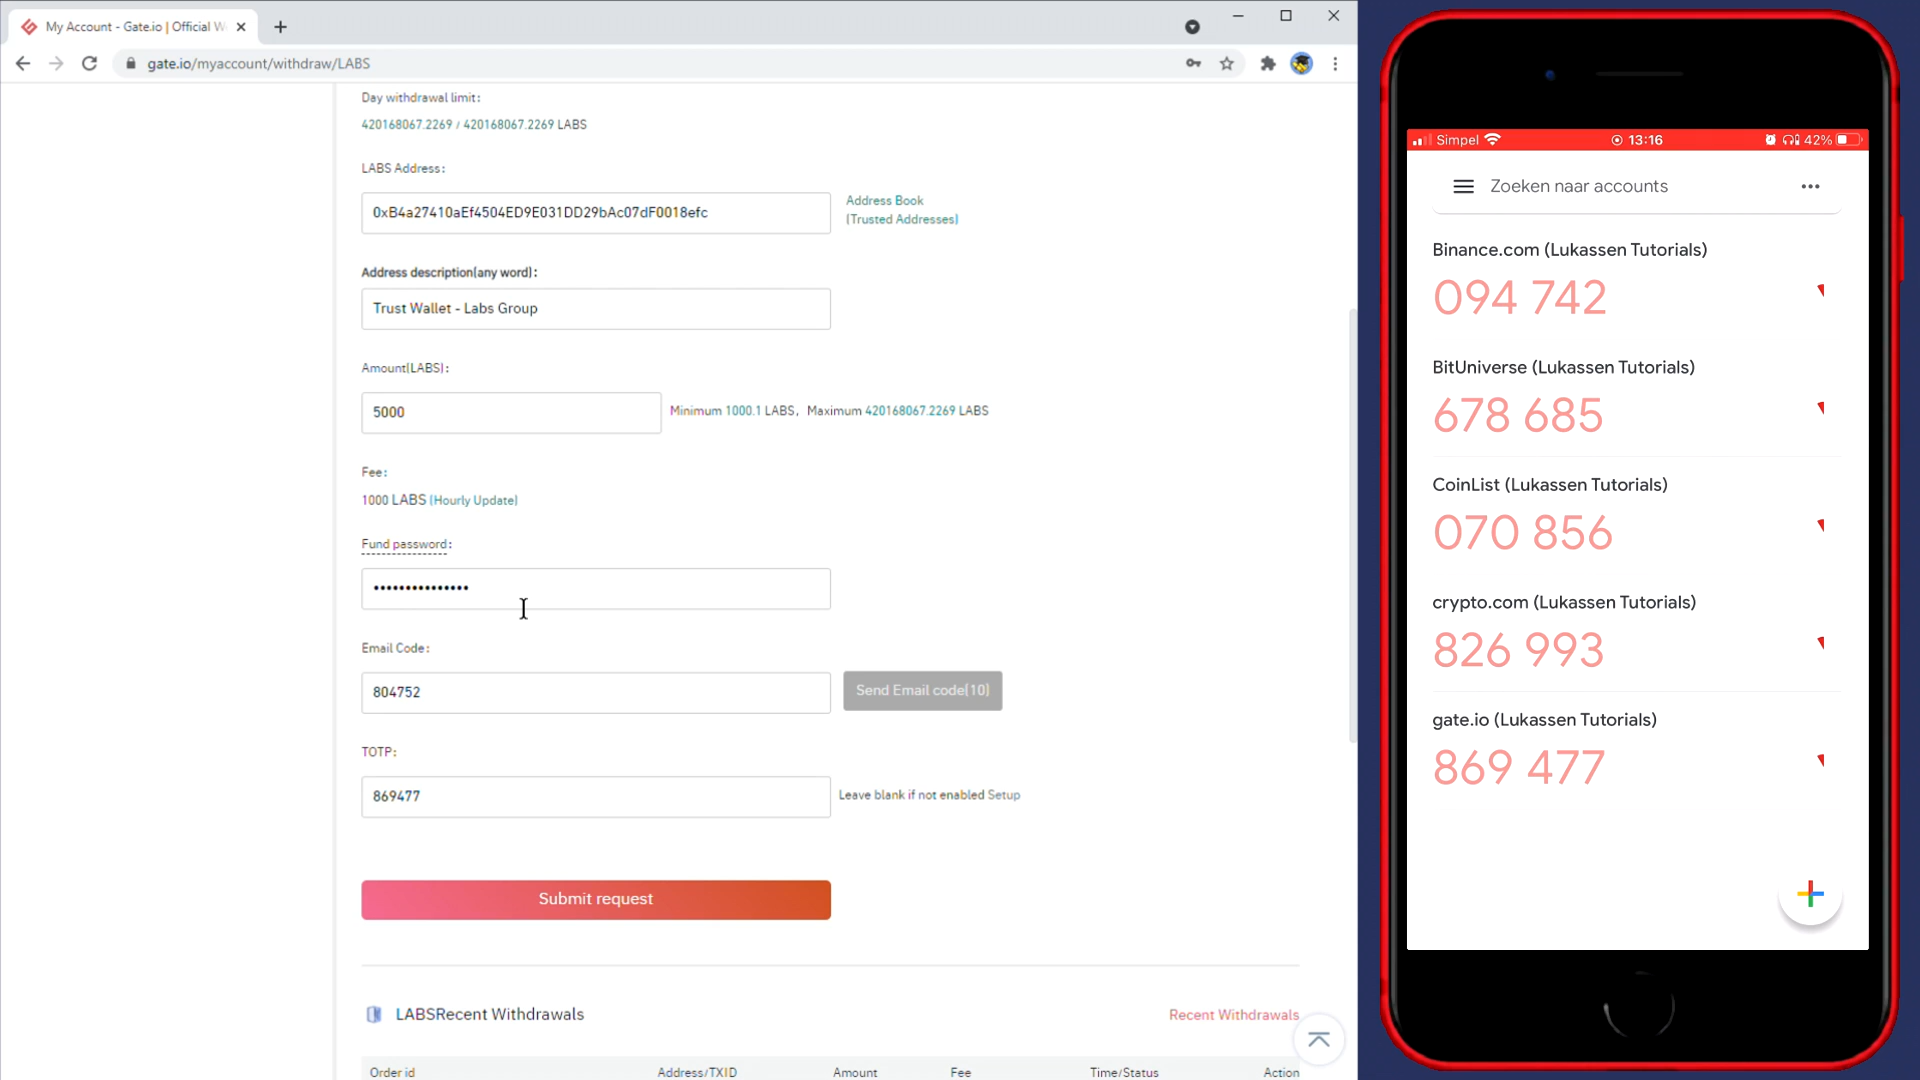 My Account - Gate.io | Official W
gate.io/myaccount/withdraw/LABS
Day withdrawal limit:
420168067.2269 / 420168067.2269 LABS
LABS Address:
0xB4a27410aEf4504ED9E031DD29bAc07dF0018efc
Address Book
(Trusted Addresses)
Address description(any word):
Trust Wallet - Labs Group
Amount(LABS):
5000
Minimum 1000.1 LABS, Maximum 420168067.2269 LABS
Fee:
1000 LABS (Hourly Update)
Fund password:
•••••••••••••••
Email Code:
804752
Send Email code(10)
TOTP:
869477
Leave blank if not enabled Setup
Submit request
LABSRecent Withdrawals
Recent Withdrawals
Order id Address/TXID Amount Fee Time/Status Action
Simpel 13:16 42%
Zoeken naar accounts
Binance.com (Lukassen Tutorials)
094 742
BitUniverse (Lukassen Tutorials)
678 685
CoinList (Lukassen Tutorials)
070 856
crypto.com (Lukassen Tutorials)
826 993
gate.io (Lukassen Tutorials)
869 477